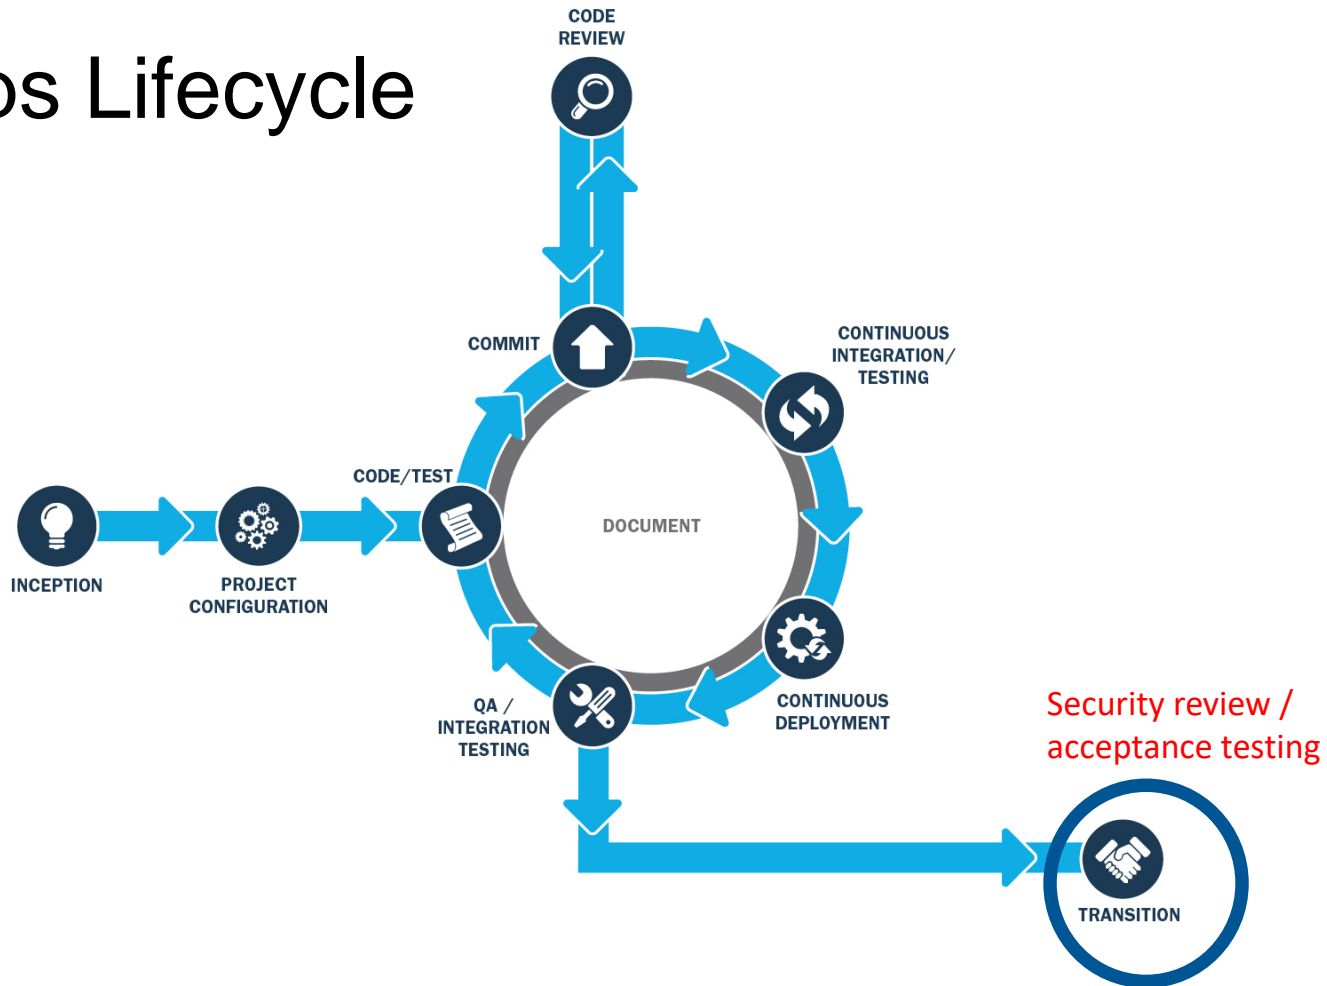 os Lifecycle
CODE
REVIEW
COMMIT
CONTINUOUS
INTEGRATION/
TESTING
CODE/TEST
DOCUMENT
INCEPTION
PROJECT
CONFIGURATION
QA /
INTEGRATION
TESTING
CONTINUOUS
DEPLOYMENT
Security review /
acceptance testing
TRANSITION